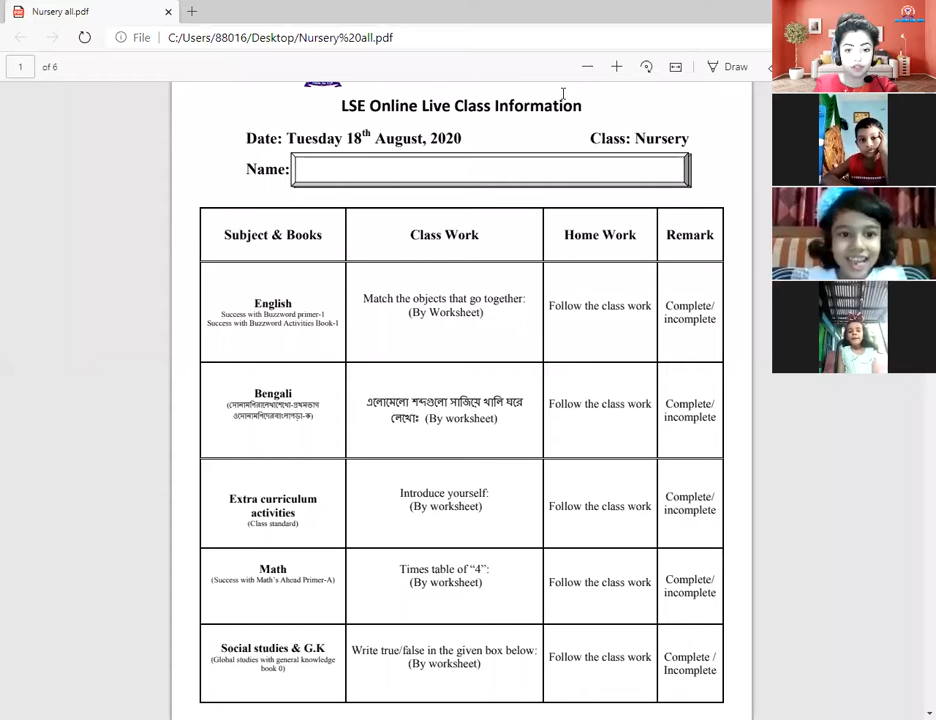 Nursery all.pdf
File C:/Users/88016/Desktop/Nursery%20all.pdf
1 of 6
Draw
LSE Online Live Class Information
Date: Tuesday 18th August, 2020 Class: Nursery
Name:
Subject & Books Class Work Home Work Remark
English
Success with Buzzword primer-1
Success with Buzzword Activities Book-1
Match the objects that go together:
(By Worksheet)
Follow the class work
Complete/
incomplete
Bengali
এলোমেলো শব্দগুলো সাজিয়ে খালি ঘরে
লেখোঃ (By worksheet)
Follow the class work
Complete/
incomplete
Extra curriculum
activities
(Class standard)
Introduce yourself:
(By worksheet)
Follow the class work
Complete/
incomplete
Math
(Success with Math's Ahead Primer-A)
Times table of “4”:
(By worksheet)
Follow the class work
Complete/
incomplete
Social studies & G.K
(Global studies with general knowledge
book 0)
Write true/false in the given box below:
(By worksheet)
Follow the class work
Complete /
Incomplete